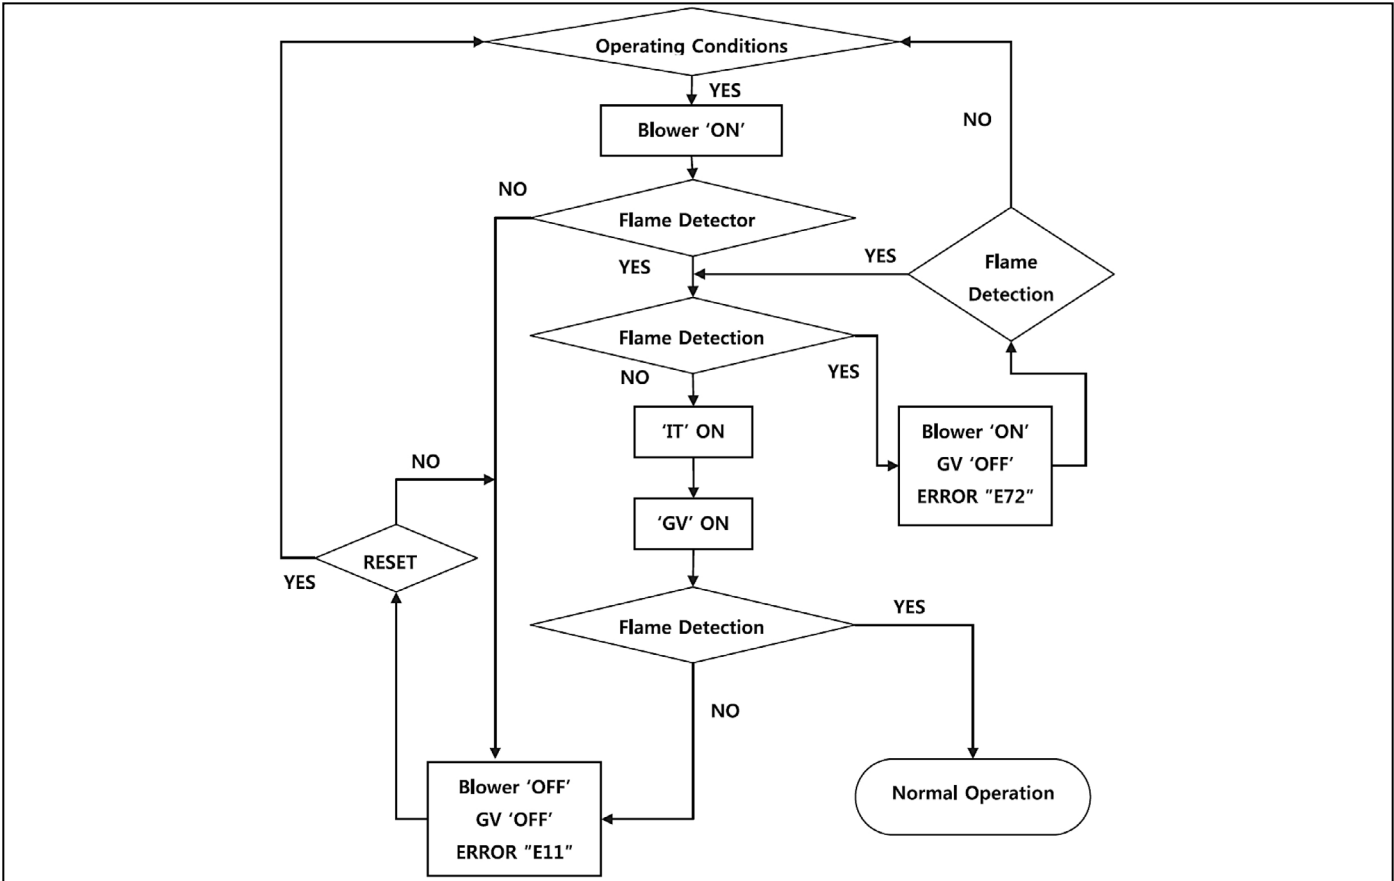 Operating Conditions
YES
Blower ‘ON’
NO
NO
Flame Detector
YES
YES
Flame
Detection
Flame Detection
NO
YES
‘IT’ ON
Blower ‘ON’
GV ‘OFF’
ERROR "E72"
NO
‘GV’ ON
RESET
YES
Flame Detection
YES
NO
Blower ‘OFF’
GV ‘OFF’
ERROR "E11"
Normal Operation